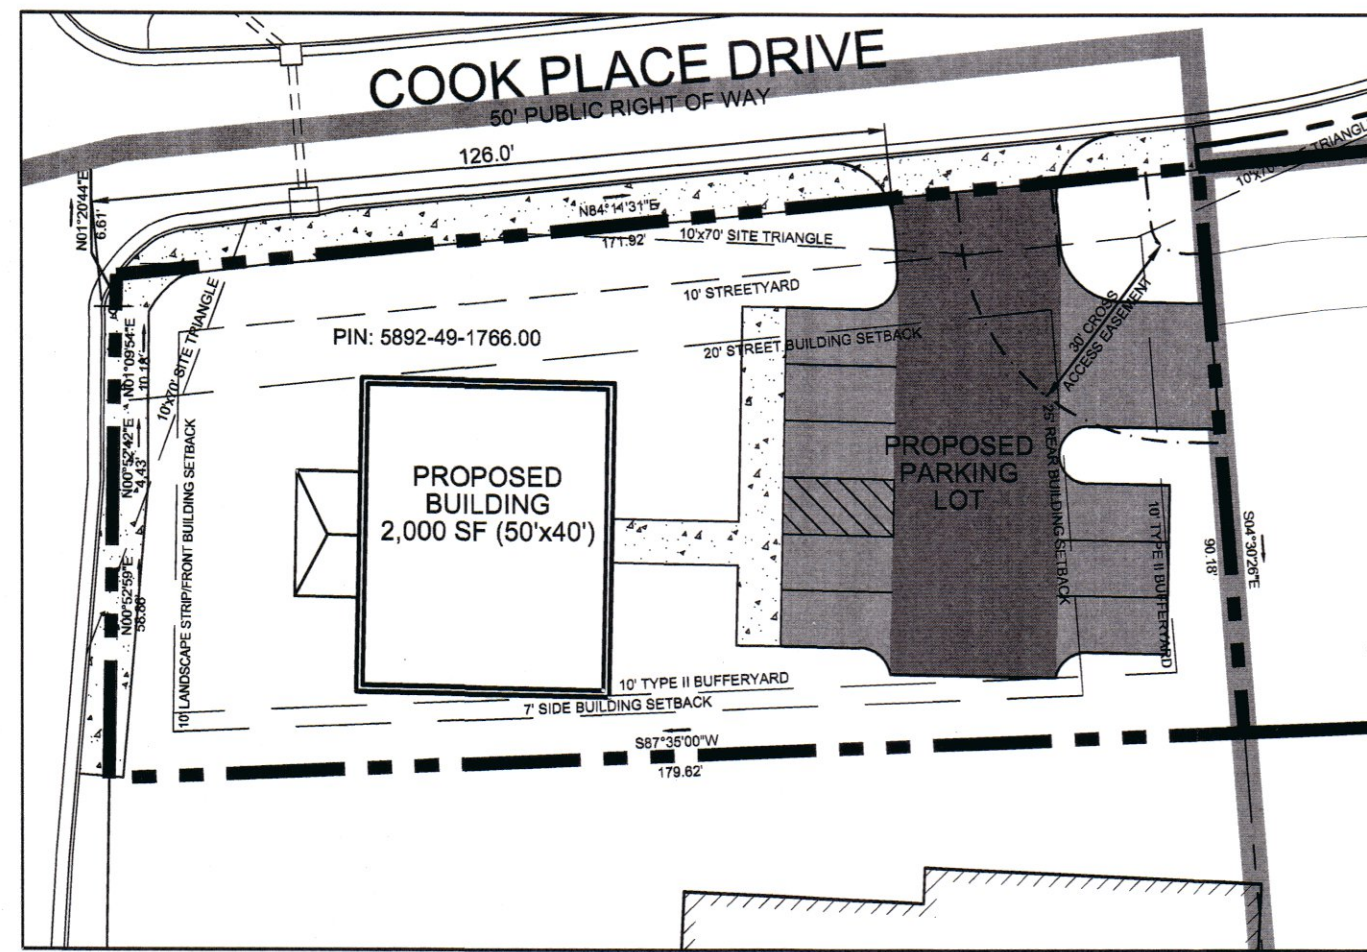 COOK PLACE DRIVE
50' PUBLIC RIGHT OF WAY
126.0'
N01°20'44"E
6.61'
N84°14'31"E
171.92'
10'x70' SITE TRIANGLE
10'x70' SITE TRIANGLE
10' STREETYARD
PIN: 5892-49-1766.00
20' STREET BUILDING SETBACK
30' CROSS
ACCESS EASEMENT
10'x70' SITE TRIANGLE
N01°09'54"E
10.18'
N00°52'42"E
4.43'
N00°52'59"E
58.86'
10' LANDSCAPE STRIP/FRONT BUILDING SETBACK
PROPOSED
BUILDING
2,000 SF (50'x40')
PROPOSED
PARKING
LOT
25' REAR BUILDING SETBACK
10' TYPE II BUFFERYARD
S04°30'26"E
90.18'
10' TYPE II BUFFERYARD
7' SIDE BUILDING SETBACK
S87°35'00"W
179.62'